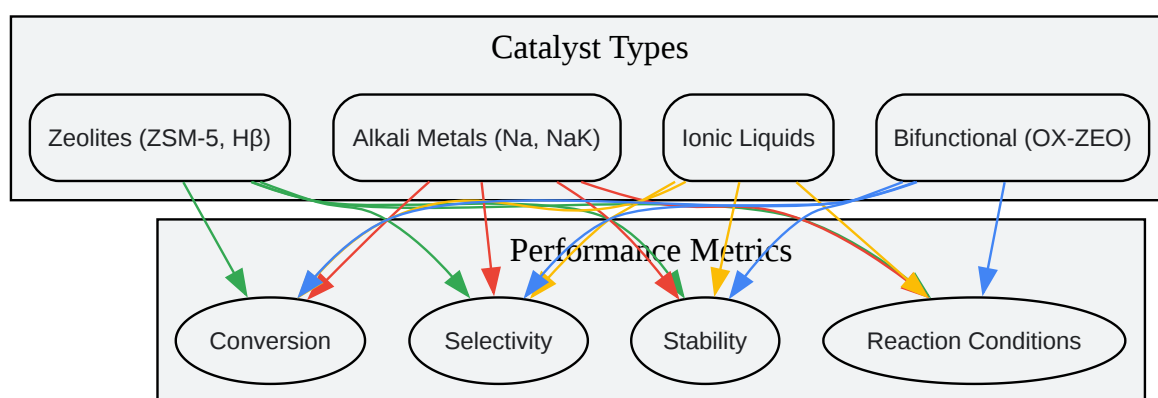 Catalyst Types
Zeolites (ZSM-5, Hβ)
Alkali Metals (Na, NaK)
Ionic Liquids
Bifunctional (OX-ZEO)
Performance Metrics
Conversion
Selectivity
Stability
Reaction Conditions